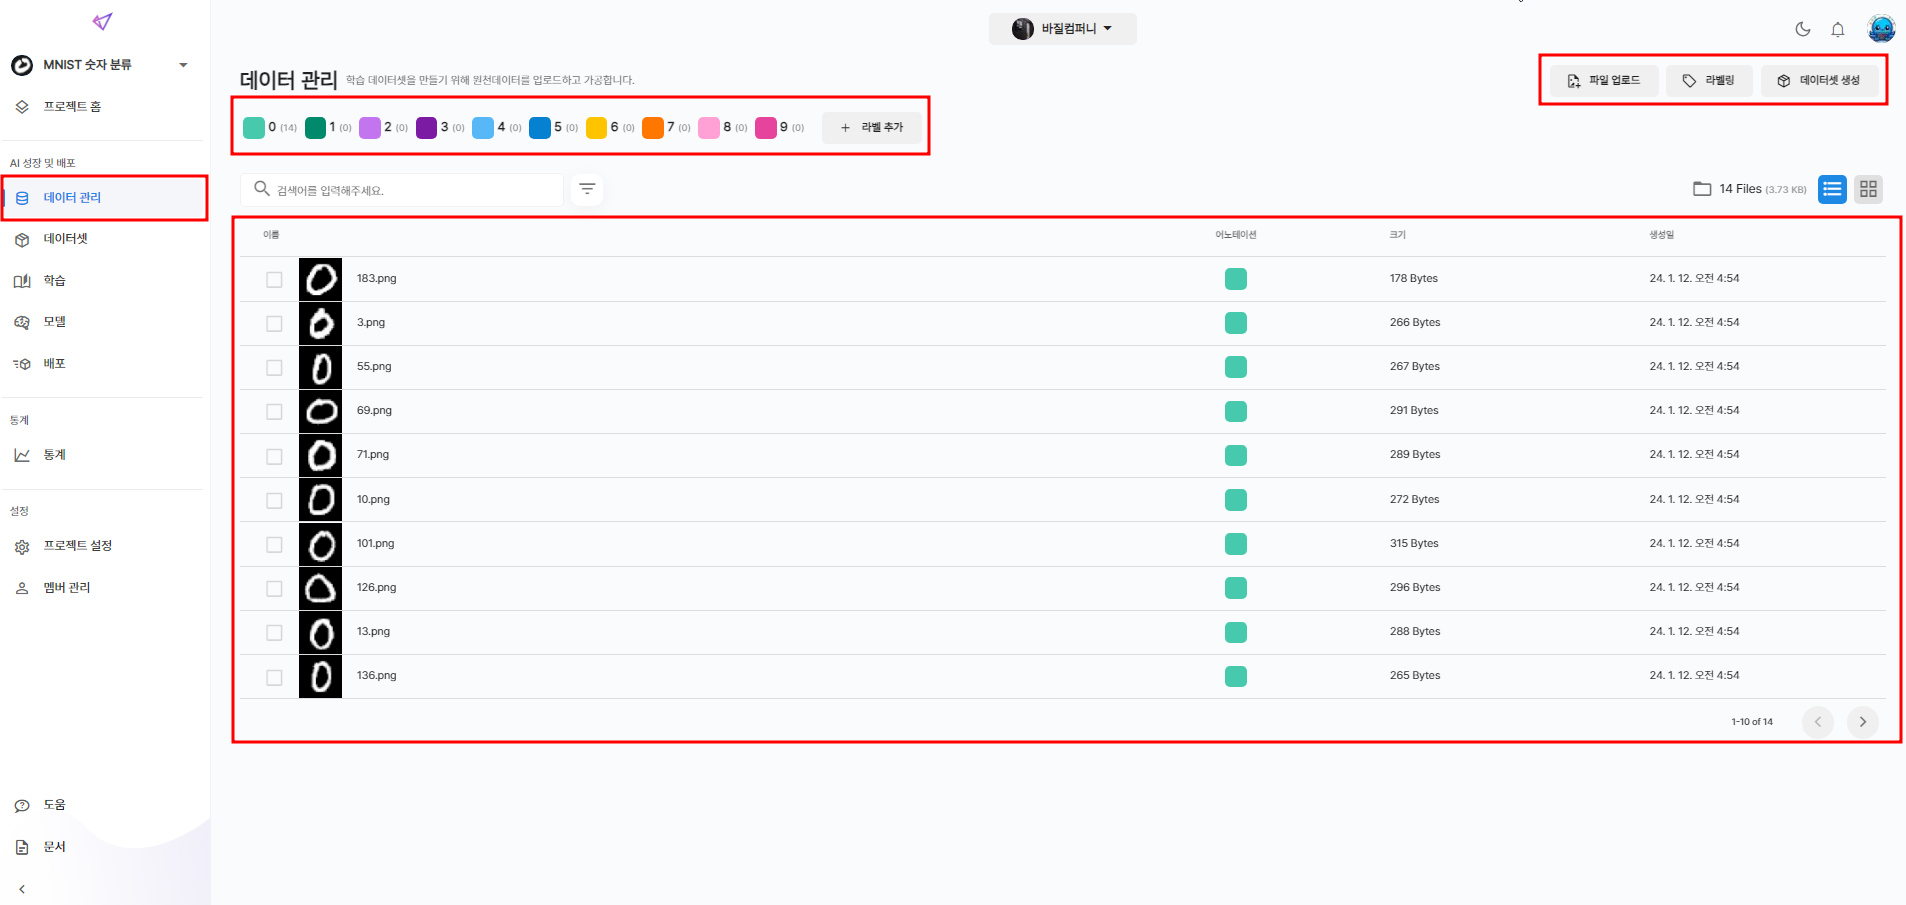 바질컴퍼니
MNIST 숫자 분류
프로젝트 홈
AI 성장 및 배포
데이터 관리
데이터셋
학습
모델
배포
통계
통계
설정
프로젝트 설정
멤버 관리
도움
문서
데이터 관리 학습 데이터셋을 만들기 위해 원천데이터를 업로드하고 가공합니다.
파일 업로드 라벨링 데이터셋 생성
0 (14) 1 (0) 2 (0) 3 (0) 4 (0) 5 (0) 6 (0) 7 (0) 8 (0) 9 (0) + 라벨 추가
검색어를 입력해주세요.
14 Files (3.73 KB)
이름 어노테이션 크기 생성일
183.png 178 Bytes 24. 1. 12. 오전 4:54
3.png 266 Bytes 24. 1. 12. 오전 4:54
55.png 267 Bytes 24. 1. 12. 오전 4:54
69.png 291 Bytes 24. 1. 12. 오전 4:54
71.png 289 Bytes 24. 1. 12. 오전 4:54
10.png 272 Bytes 24. 1. 12. 오전 4:54
101.png 315 Bytes 24. 1. 12. 오전 4:54
126.png 296 Bytes 24. 1. 12. 오전 4:54
13.png 288 Bytes 24. 1. 12. 오전 4:54
136.png 265 Bytes 24. 1. 12. 오전 4:54
1-10 of 14